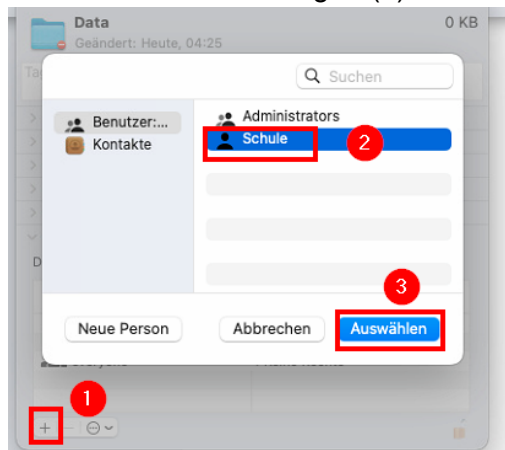 Data
0 KB
Geändert: Heute, 04:25
Suchen
Benutzer:...
Kontakte
Administrators
Schule
2
3
Neue Person
Abbrechen
Auswählen
1